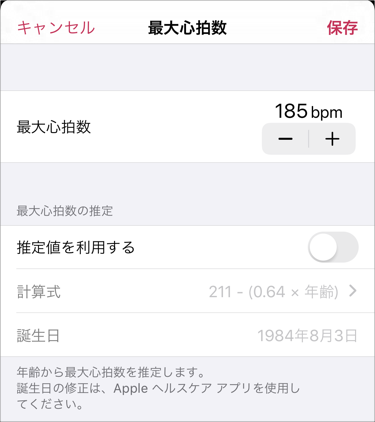 キャンセル 最大心拍数 保存
185 bpm
最大心拍数
− +
最大心拍数の推定
推定値を利用する
計算式 211 - (0.64 × 年齢)
誕生日 1984年8月3日
年齢から最大心拍数を推定します。
誕生日の修正は、Apple ヘルスケア アプリを使用し
てください。